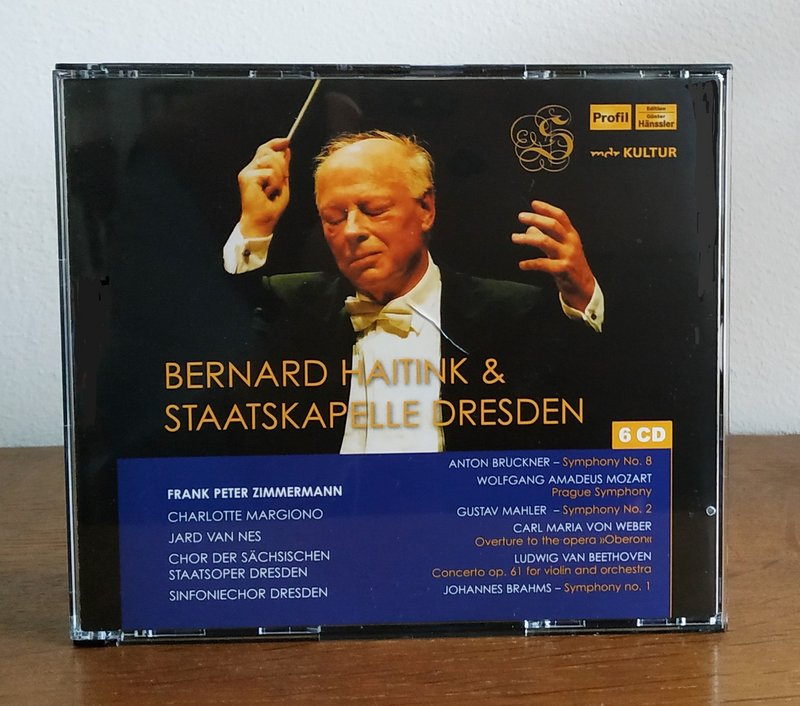 Profil
Edition
Günter
Hänssler
mdr KULTUR
BERNARD HAITINK &
STAATSKAPELLE DRESDEN
6 CD
FRANK PETER ZIMMERMANN
CHARLOTTE MARGIONO
JARD VAN NES
CHOR DER SÄCHSISCHEN
STAATSOPER DRESDEN
SINFONIECHOR DRESDEN
ANTON BRUCKNER – Symphony No. 8
WOLFGANG AMADEUS MOZART
Prague Symphony
GUSTAV MAHLER – Symphony No. 2
CARL MARIA VON WEBER
Overture to the opera »Oberon«
LUDWIG VAN BEETHOVEN
Concerto op. 61 for violin and orchestra
JOHANNES BRAHMS – Symphony no. 1